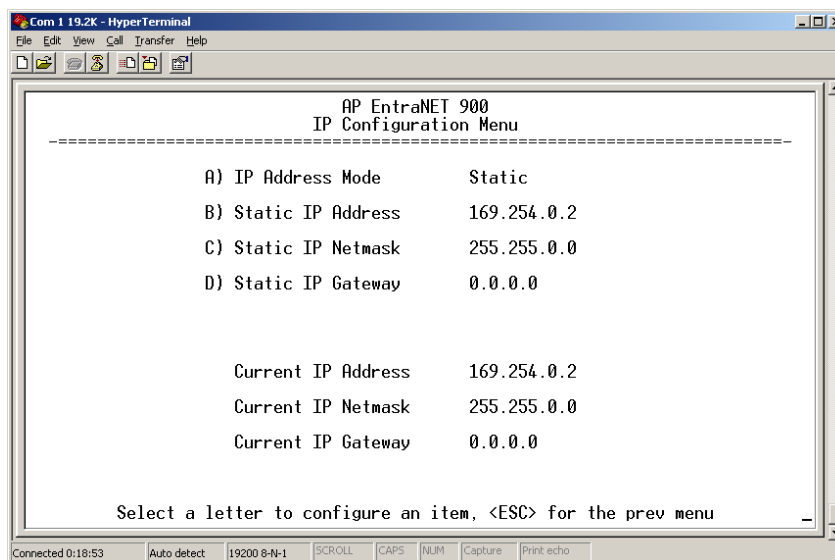 Com 1 19.2K - HyperTerminal
File Edit View Call Transfer Help
AP EntraNET 900
IP Configuration Menu
-==========================================================================-
A) IP Address Mode Static
B) Static IP Address 169.254.0.2
C) Static IP Netmask 255.255.0.0
D) Static IP Gateway 0.0.0.0
Current IP Address 169.254.0.2
Current IP Netmask 255.255.0.0
Current IP Gateway 0.0.0.0
Select a letter to configure an item, <ESC> for the prev menu _
Connected 0:18:53 Auto detect 19200 8-N-1 SCROLL CAPS NUM Capture Print echo